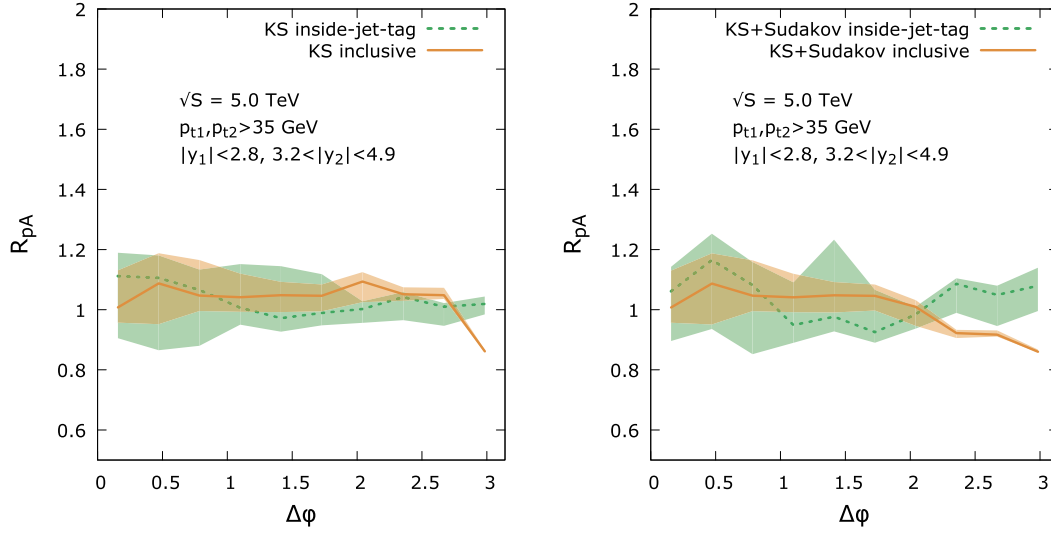 KS inside-jet-tag
KS inclusive
√S = 5.0 TeV
pt1,pt2>35 GeV
|y1|<2.8, 3.2<|y2|<4.9
RpA
2
1.8
1.6
1.4
1.2
1
0.8
0.6
0 0.5 1 1.5 2 2.5 3
Δφ
KS+Sudakov inside-jet-tag
KS+Sudakov inclusive
√S = 5.0 TeV
pt1,pt2>35 GeV
|y1|<2.8, 3.2<|y2|<4.9
RpA
2
1.8
1.6
1.4
1.2
1
0.8
0.6
0 0.5 1 1.5 2 2.5 3
Δφ